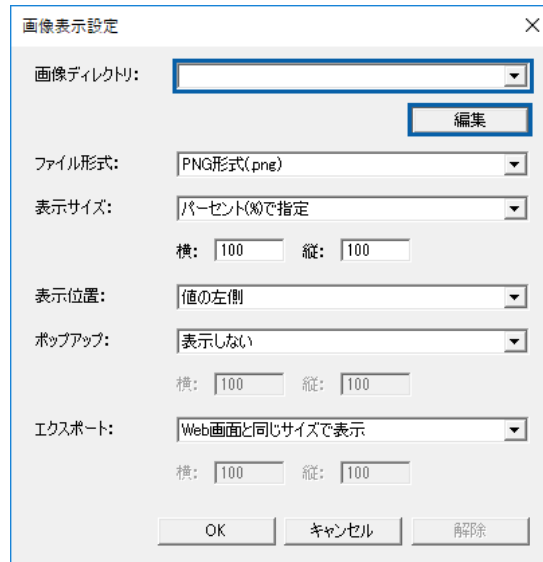 画像表示設定
画像ディレクトリ:
編集
ファイル形式: PNG形式(.png)
表示サイズ: パーセント(%)で指定
横: 100 縦: 100
表示位置: 値の左側
ポップアップ: 表示しない
横: 100 縦: 100
エクスポート: Web画面と同じサイズで表示
横: 100 縦: 100
OK キャンセル 解除